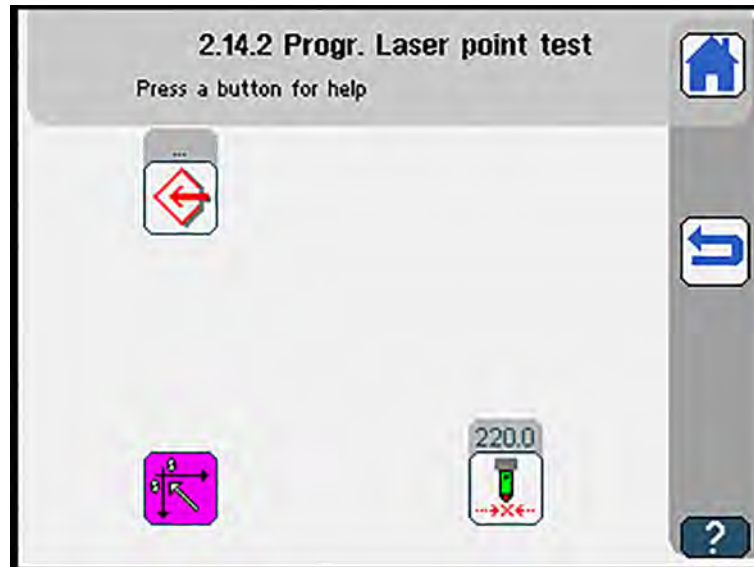 2.14.2 Progr. Laser point test
Press a button for help
...
220.0
?